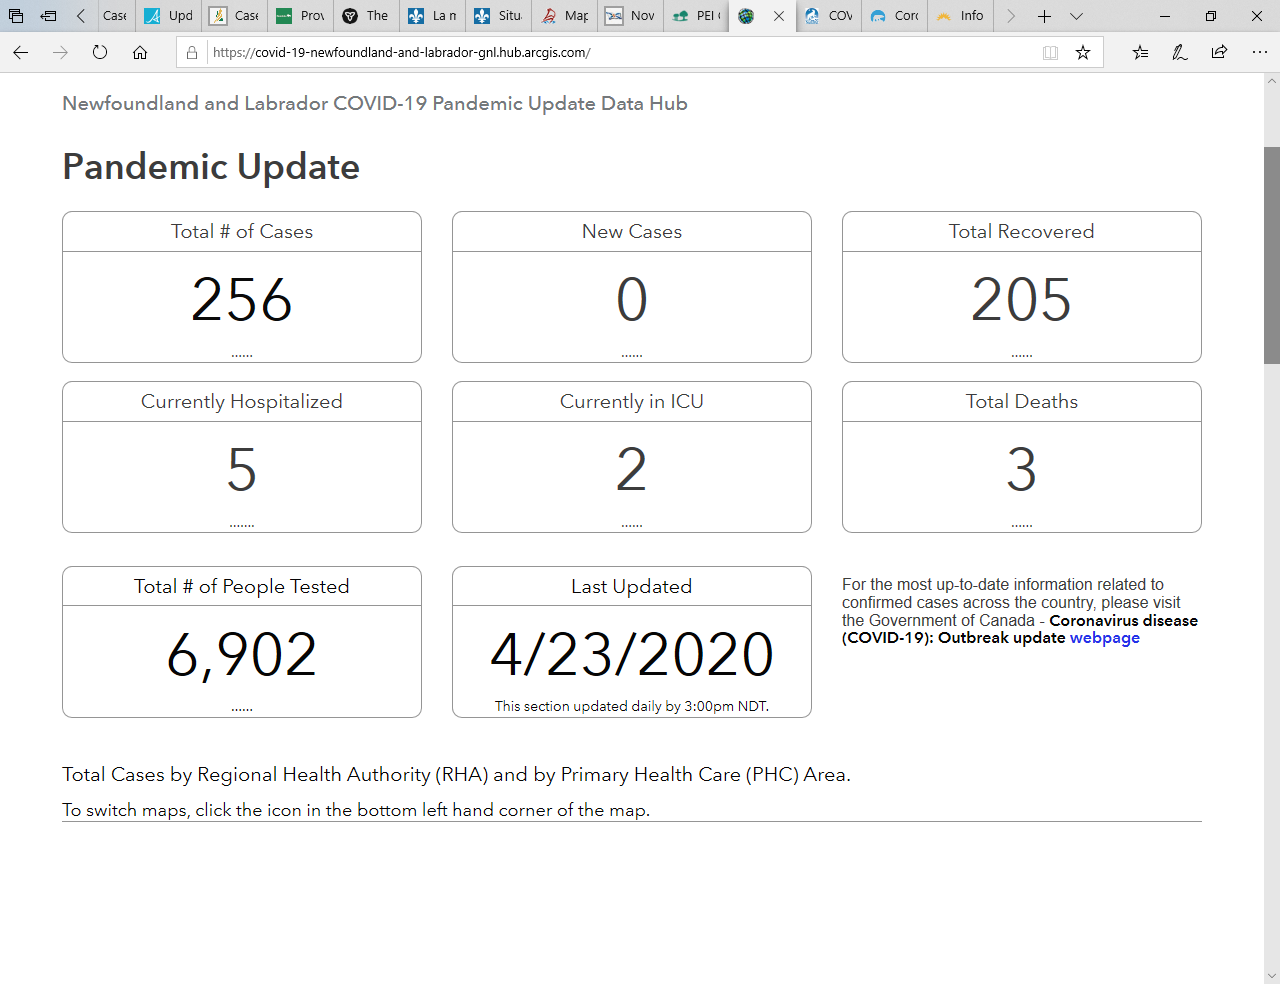 Case
Upd
Case
Prov
The
La m
Situ
Map
Nov
PEI
COV
Corc
Info
https://covid-19-newfoundland-and-labrador-gnl.hub.arcgis.com/
Newfoundland and Labrador COVID-19 Pandemic Update Data Hub
Pandemic Update
Total # of Cases
256
......
New Cases
0
......
Total Recovered
205
......
Currently Hospitalized
5
.......
Currently in ICU
2
......
Total Deaths
3
......
Total # of People Tested
6,902
......
Last Updated
4/23/2020
This section updated daily by 3:00pm NDT.
For the most up-to-date information related to
confirmed cases across the country, please visit
the Government of Canada - Coronavirus disease
(COVID-19): Outbreak update webpage
Total Cases by Regional Health Authority (RHA) and by Primary Health Care (PHC) Area.
To switch maps, click the icon in the bottom left hand corner of the map.